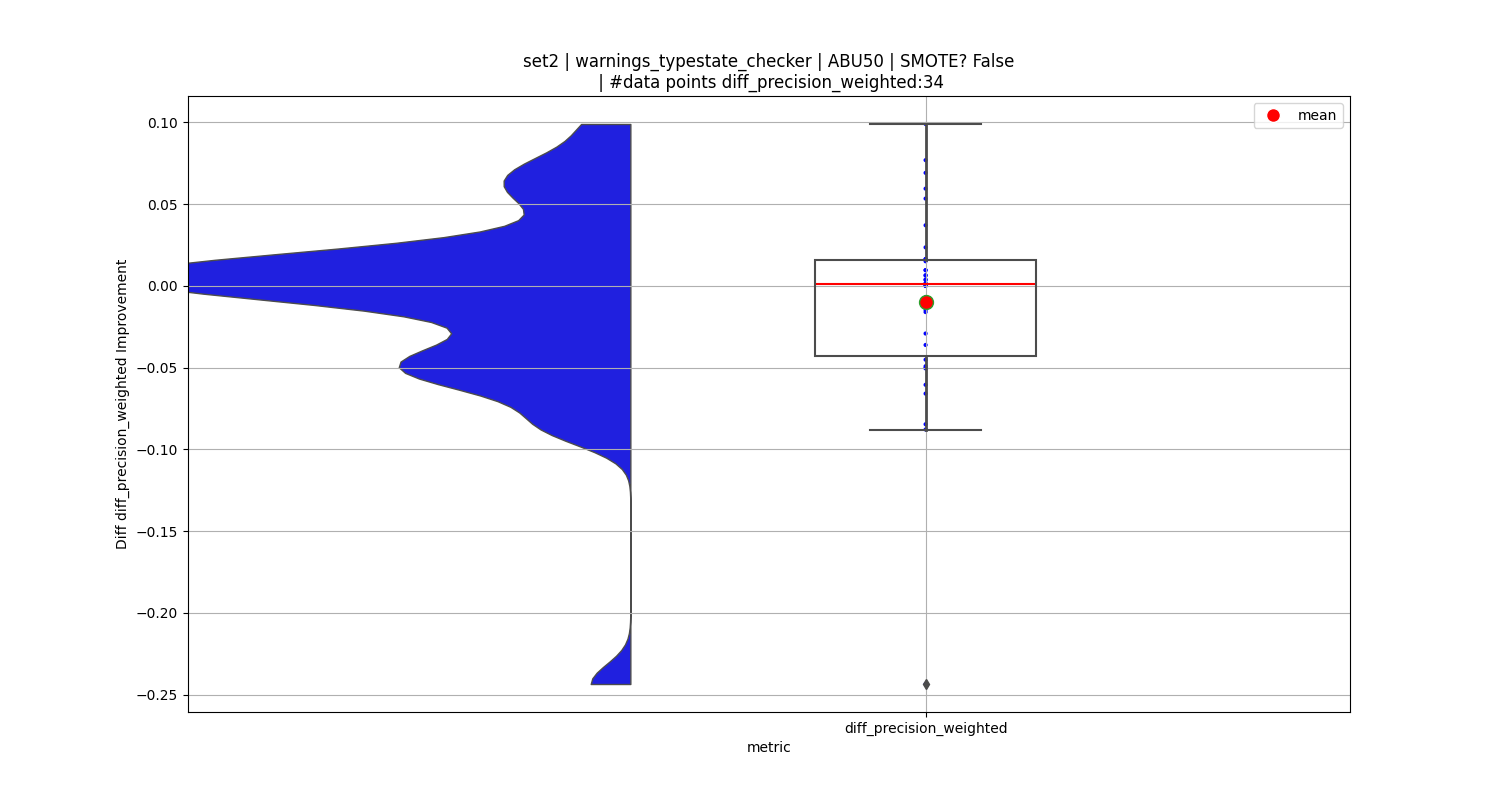 set2 | warnings_typestate_checker | ABU50 | SMOTE? False
| #data points diff_precision_weighted:34
mean
0.10
0.05
0.00
−0.05
−0.10
−0.15
−0.20
−0.25
Diff diff_precision_weighted Improvement
diff_precision_weighted
metric